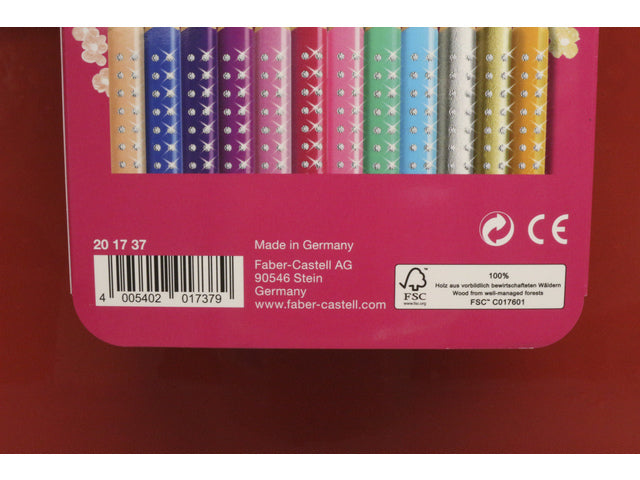 20 17 37
4 005402 017379
Made in Germany
Faber-Castell AG
90546 Stein
Germany
www.faber-castell.com
CE
FSC
www.fsc.org
100%
Holz aus vorbildlich bewirtschafteten Wäldern
Wood from well-managed forests
FSC™ C017601